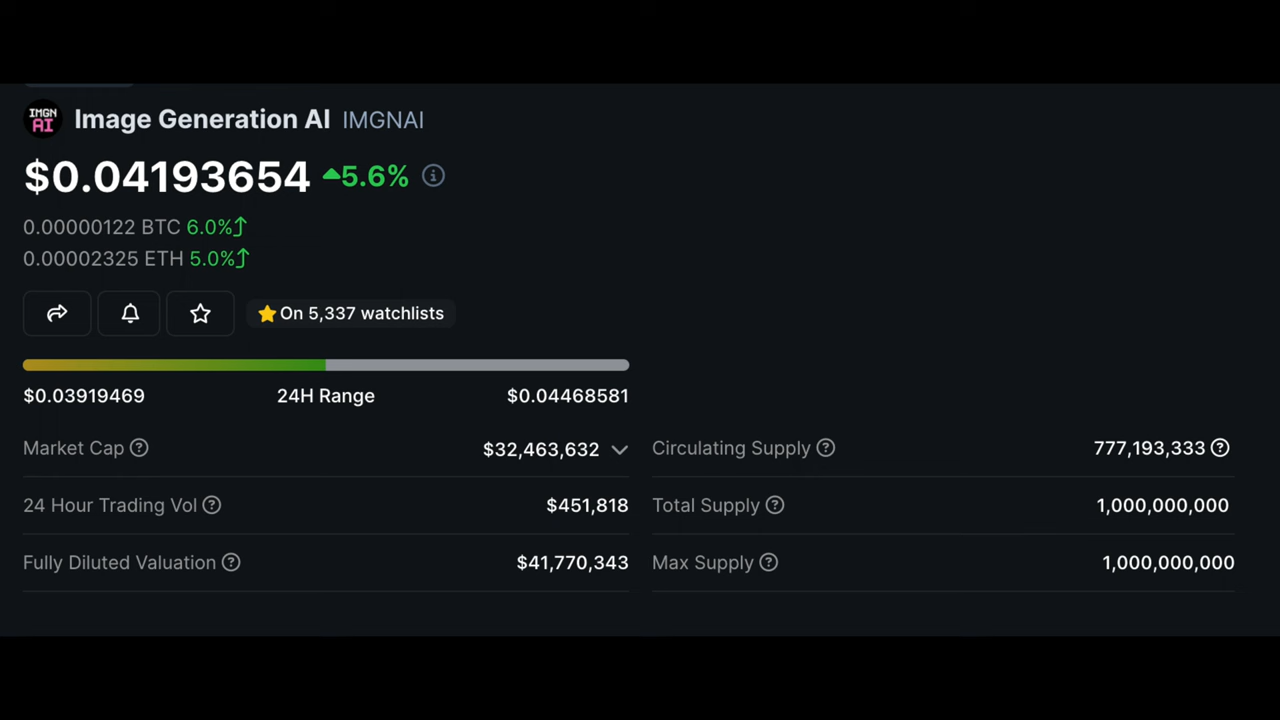 IMGN
AI
Image Generation AI IMGNAI
$0.04193654 5.6%
0.00000122 BTC 6.0%
0.00002325 ETH 5.0%
On 5,337 watchlists
$0.03919469 24H Range $0.04468581
Market Cap $32,463,632
Circulating Supply 777,193,333
24 Hour Trading Vol $451,818
Total Supply 1,000,000,000
Fully Diluted Valuation $41,770,343
Max Supply 1,000,000,000